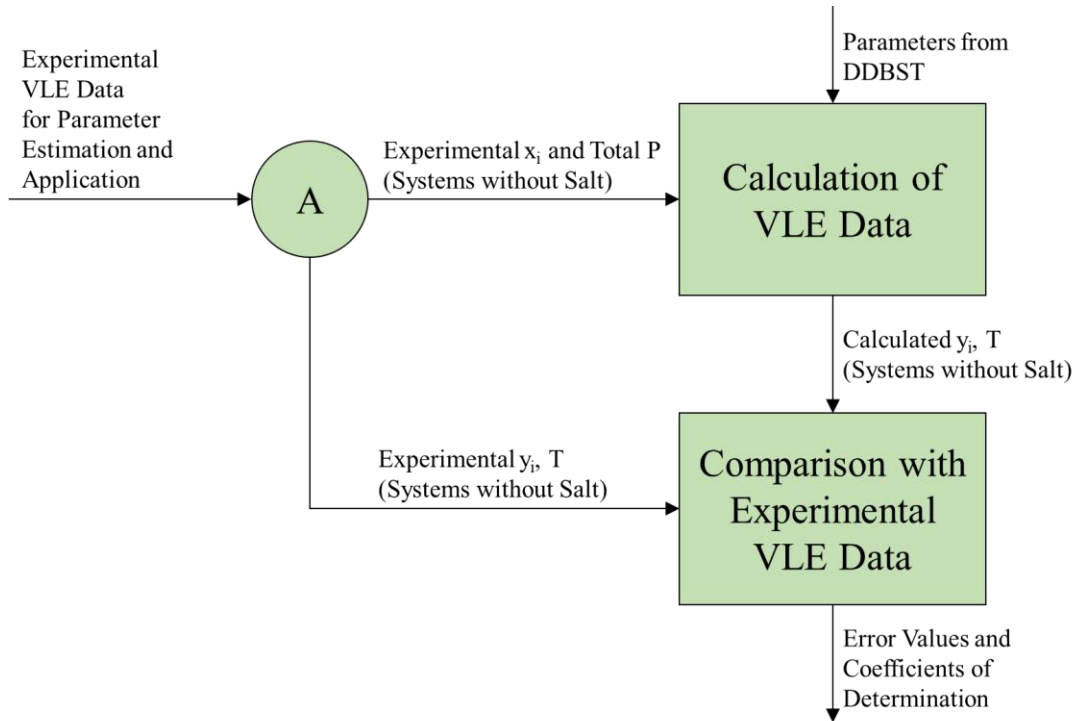 Experimental
VLE Data
for Parameter
Estimation and
Application
A
Experimental xᵢ and Total P
(Systems without Salt)
Parameters from
DDBST
Calculation of
VLE Data
Calculated yᵢ, T
(Systems without Salt)
Experimental yᵢ, T
(Systems without Salt)
Comparison with
Experimental
VLE Data
Error Values and
Coefficients of
Determination